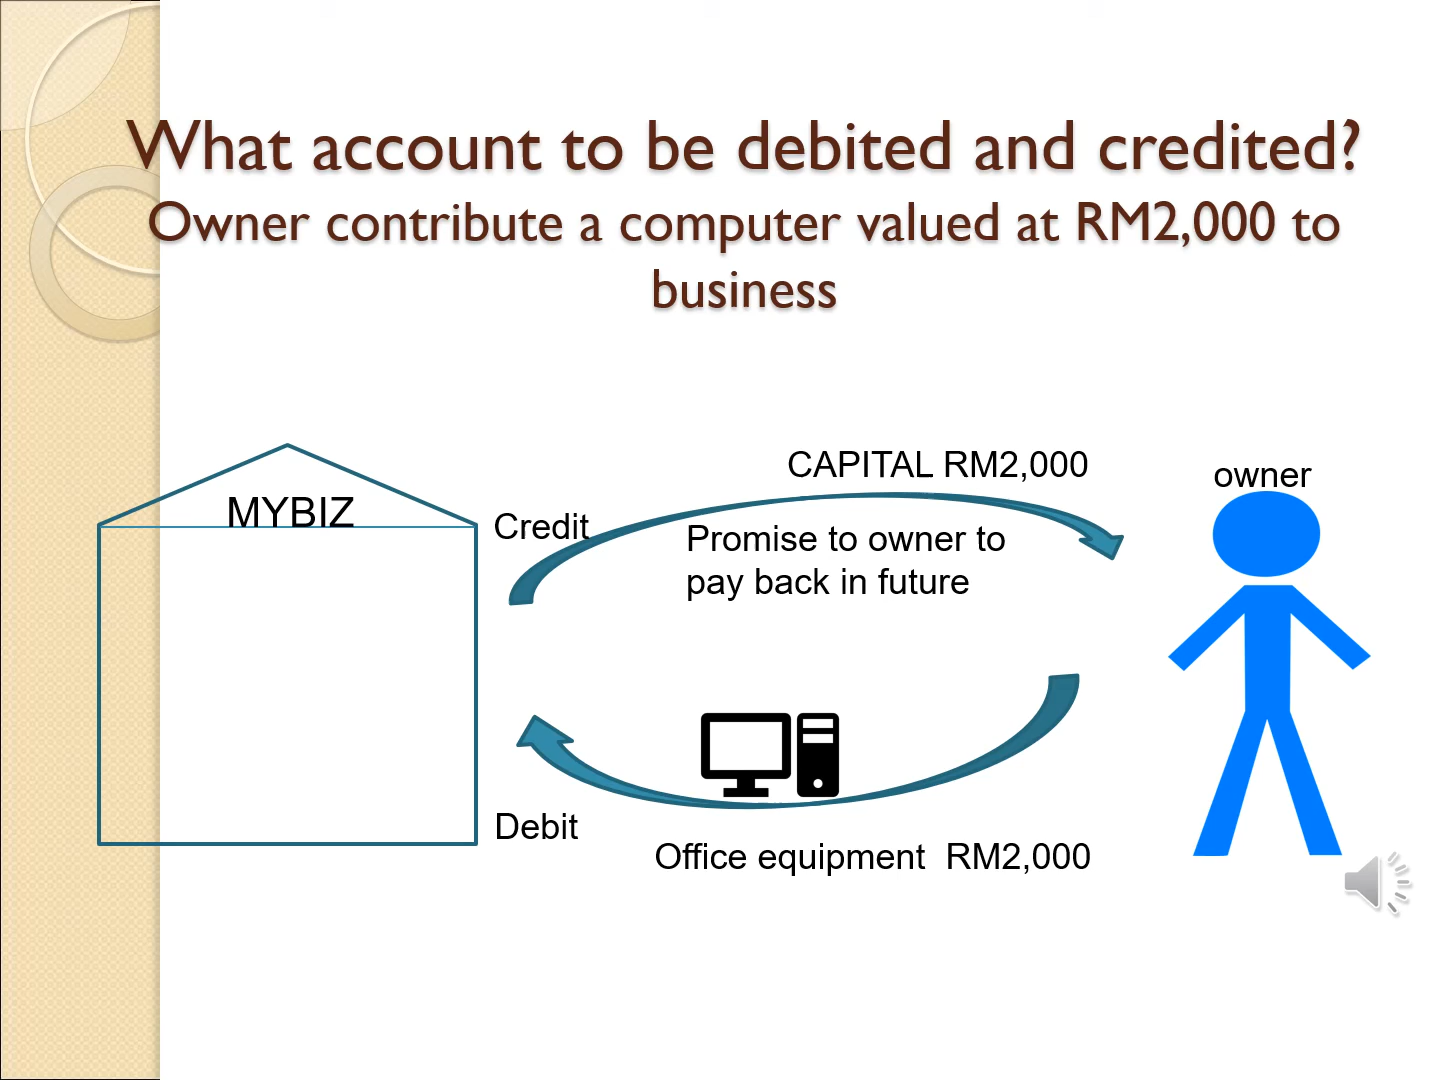 What account to be debited and credited?
Owner contribute a computer valued at RM2,000 to
business
MYBIZ
Credit
CAPITAL RM2,000
Promise to owner to
pay back in future
owner
Debit
Office equipment  RM2,000